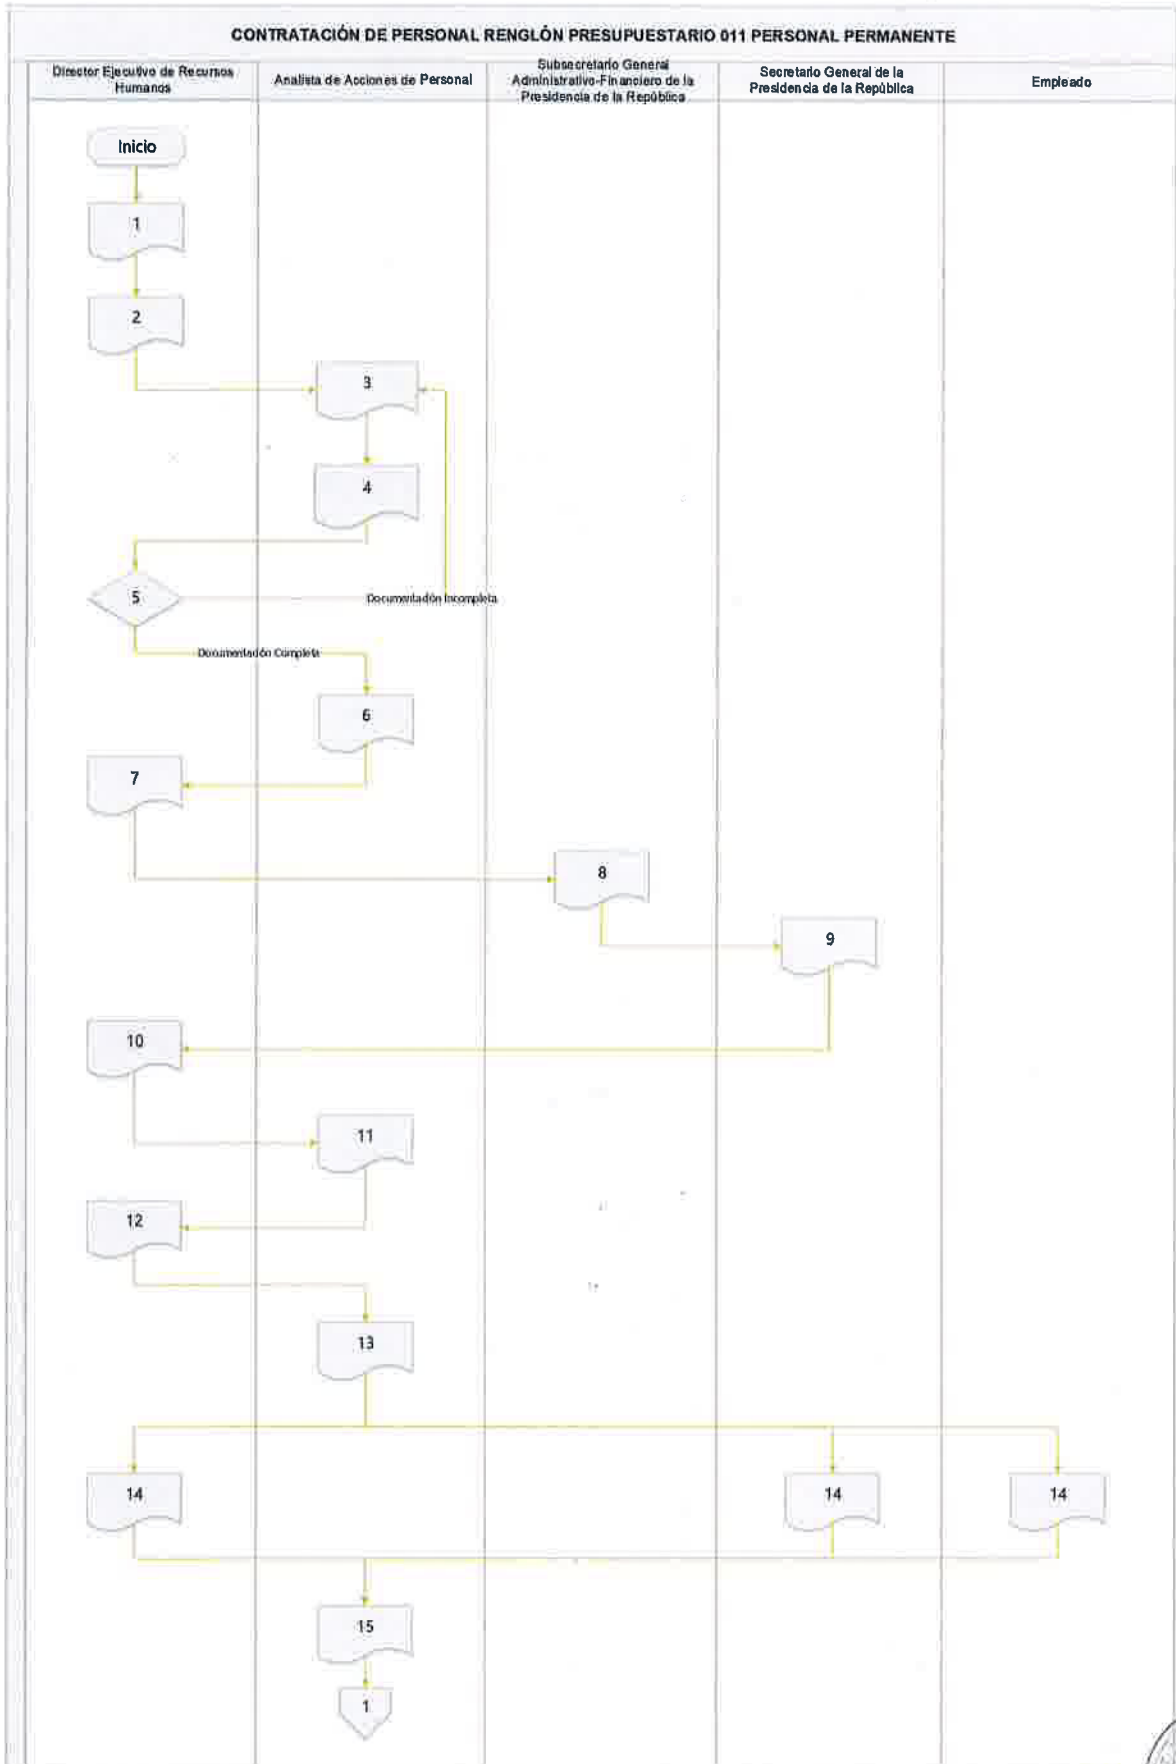 CONTRATACIÓN DE PERSONAL RENGLÓN PRESUPUESTARIO 011 PERSONAL PERMANENTE
Director Ejecutivo de Recursos
Humanos
Analista de Acciones de Personal
Subsecretario General
Administrativo-Financiero de la
Presidencia de la República
Secretario General de la
Presidencia de la República
Empleado
Inicio
1
2
3
4
5
Documentación Incompleta
Documentación Completa
6
7
8
9
10
11
12
13
14
14
14
15
1